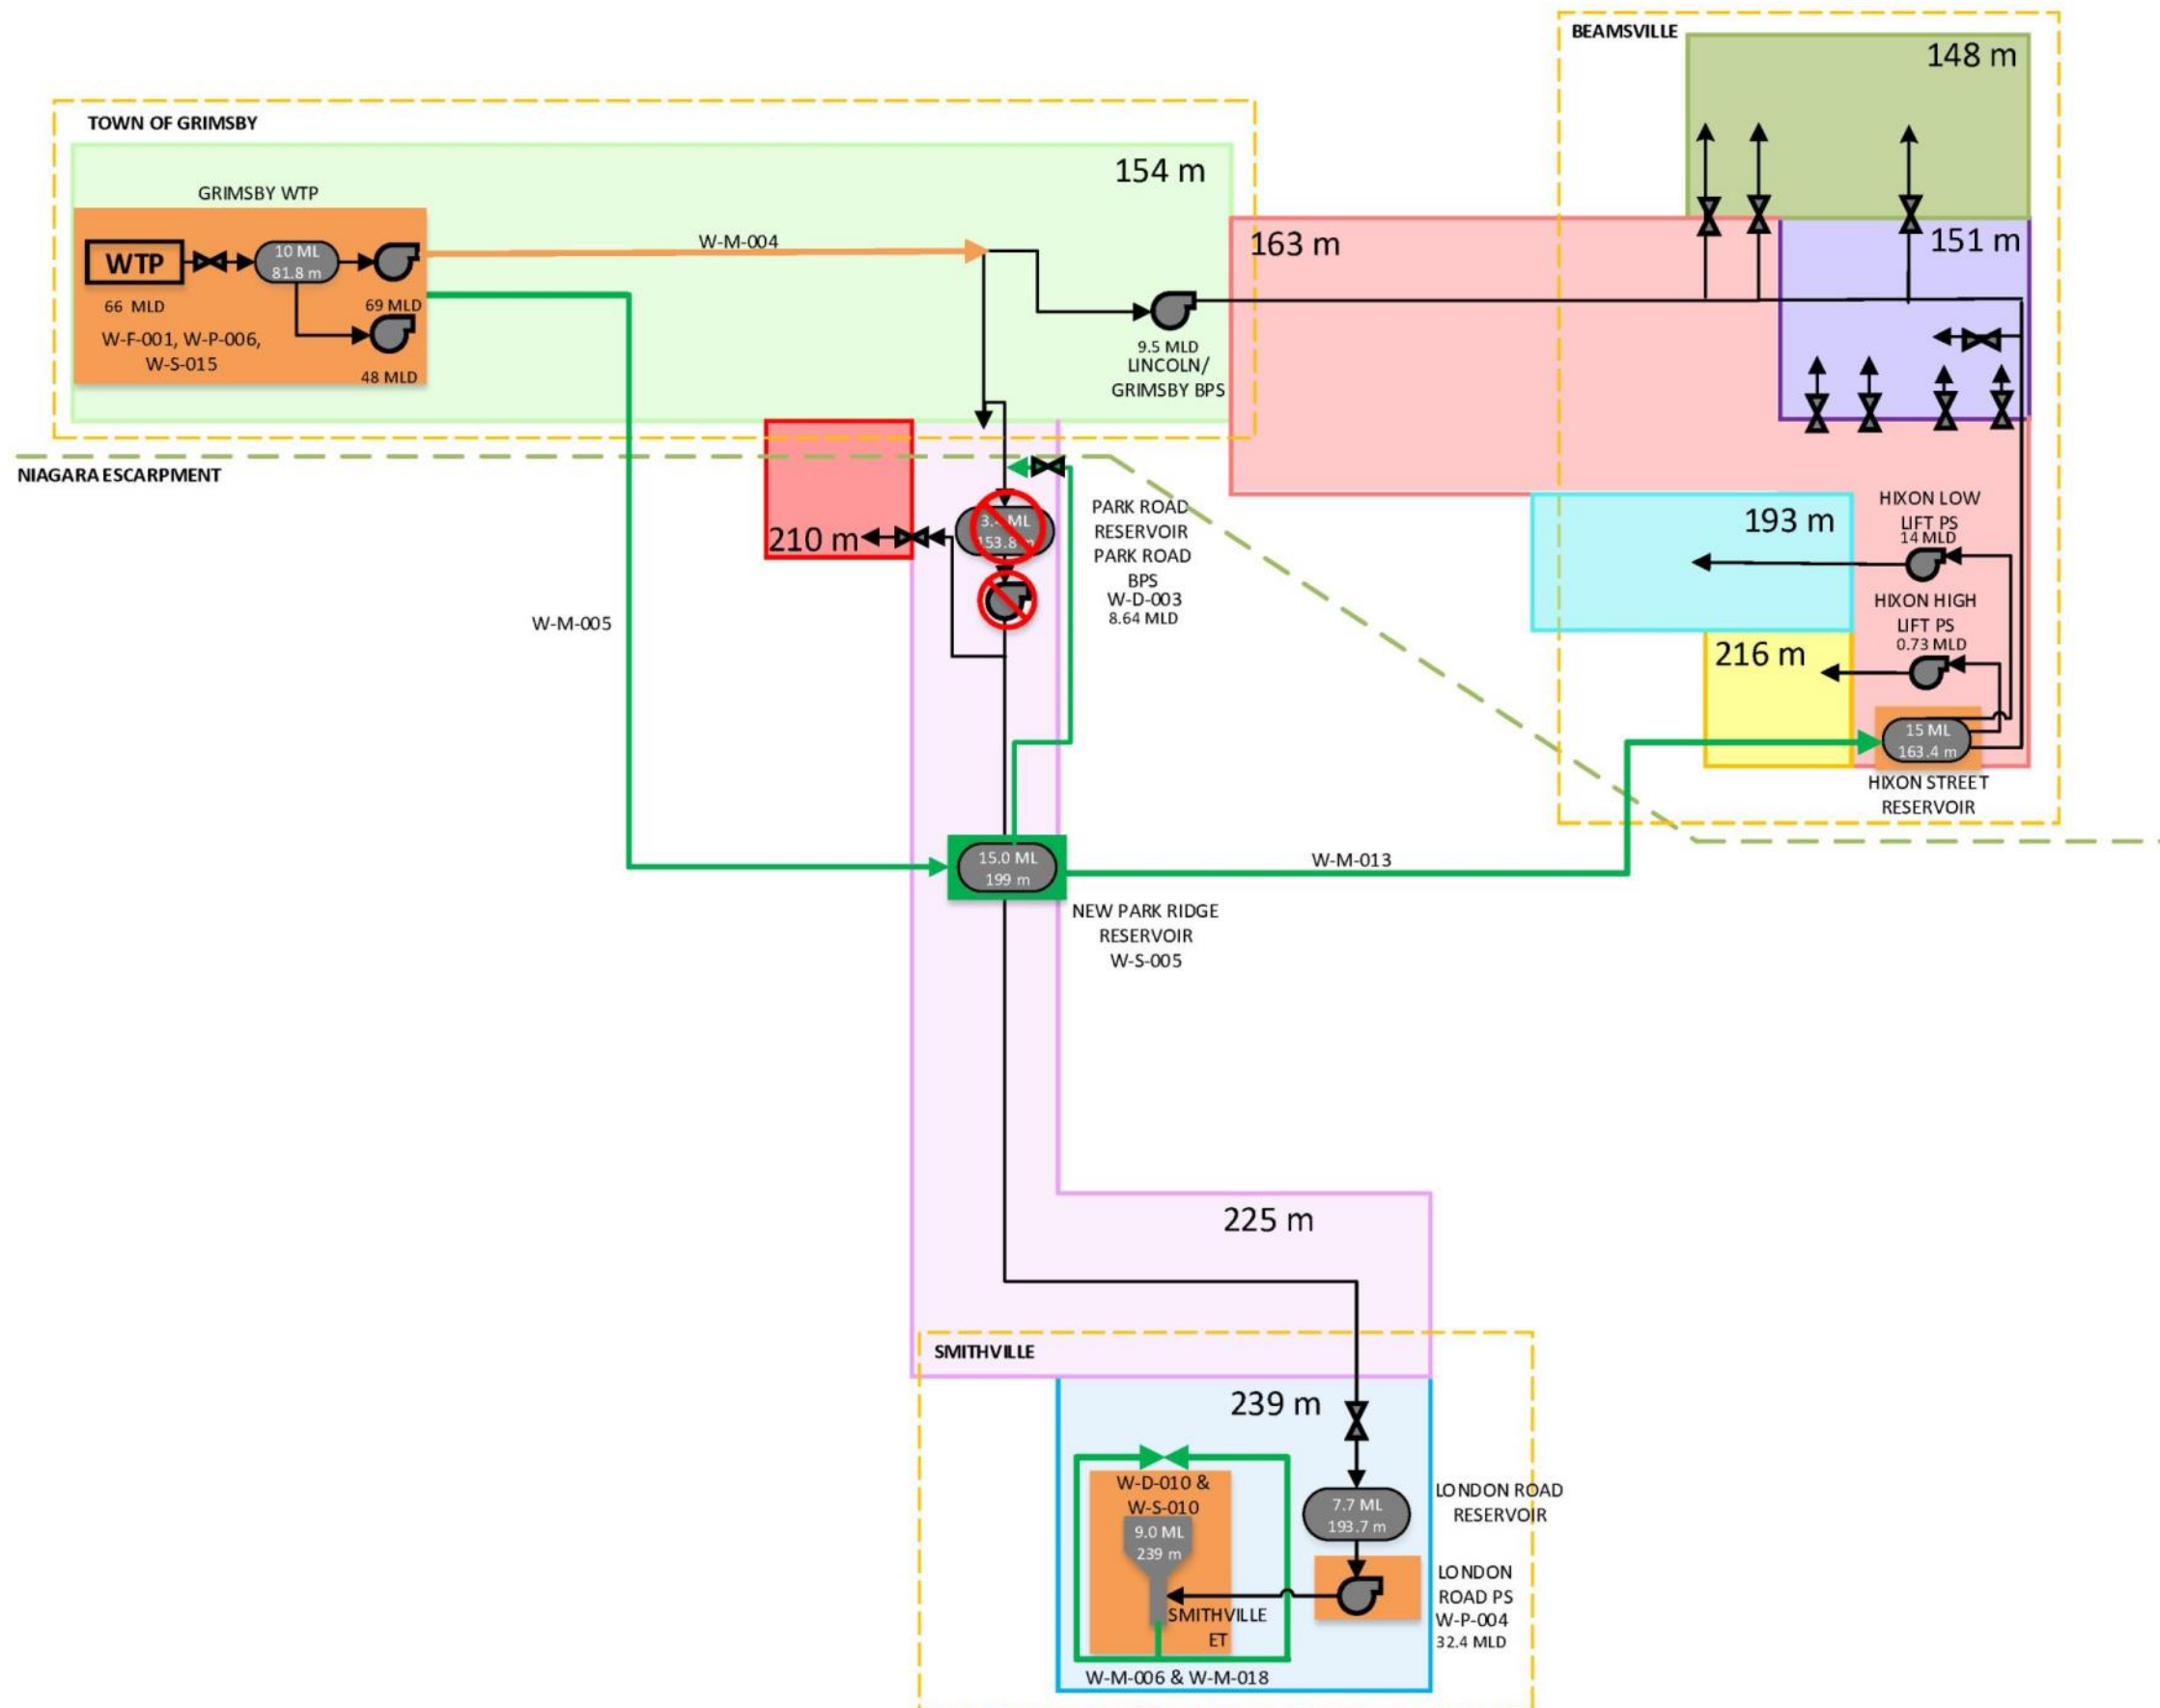 BEAMSVILLE
148 m
TOWN OF GRIMSBY
154 m
GRIMSBY WTP
WTP
10 ML
81.8 m
66 MLD
69 MLD
W-F-001, W-P-006,
W-S-015
48 MLD
W-M-004
9.5 MLD
LINCOLN/
GRIMSBY BPS
163 m
151 m
NIAGARA ESCARPMENT
210 m
ML
153.8
PARK ROAD
RESERVOIR
PARK ROAD
BPS
W-D-003
8.64 MLD
W-M-005
193 m
HIXON LOW
LIFT PS
14 MLD
HIXON HIGH
LIFT PS
0.73 MLD
216 m
15 ML
163.4 m
HIXON STREET
RESERVOIR
15.0 ML
199 m
W-M-013
NEW PARK RIDGE
RESERVOIR
W-S-005
225 m
SMITHVILLE
239 m
W-D-010 &
W-S-010
9.0 ML
239 m
SMITHVILLE
ET
W-M-006 & W-M-018
7.7 ML
193.7 m
LONDON ROAD
RESERVOIR
LONDON
ROAD PS
W-P-004
32.4 MLD